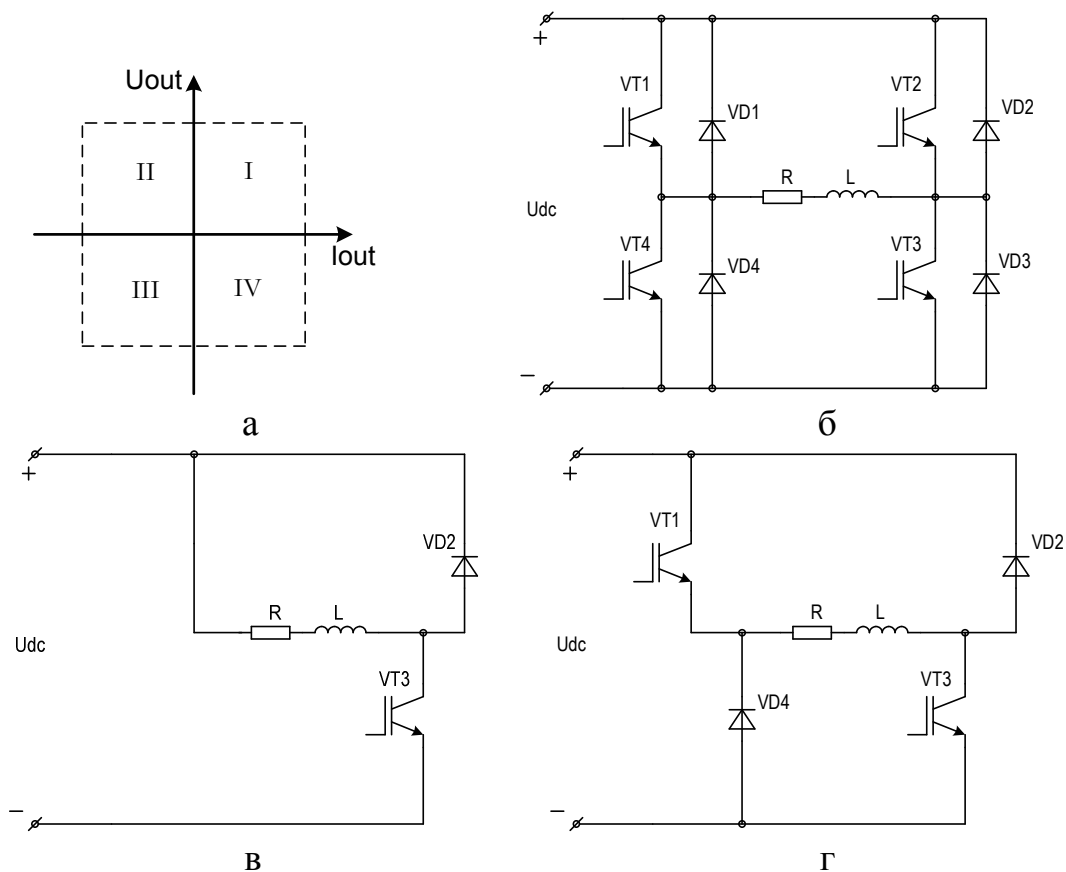 Uout
II
I
Iout
III
IV
а
+
VT1
VD1
VT2
VD2
R
L
Udc
VT4
VD4
VT3
VD3
−
б
+
VD2
R
L
Udc
VT3
−
в
+
VT1
VD2
R
L
Udc
VD4
VT3
−
г